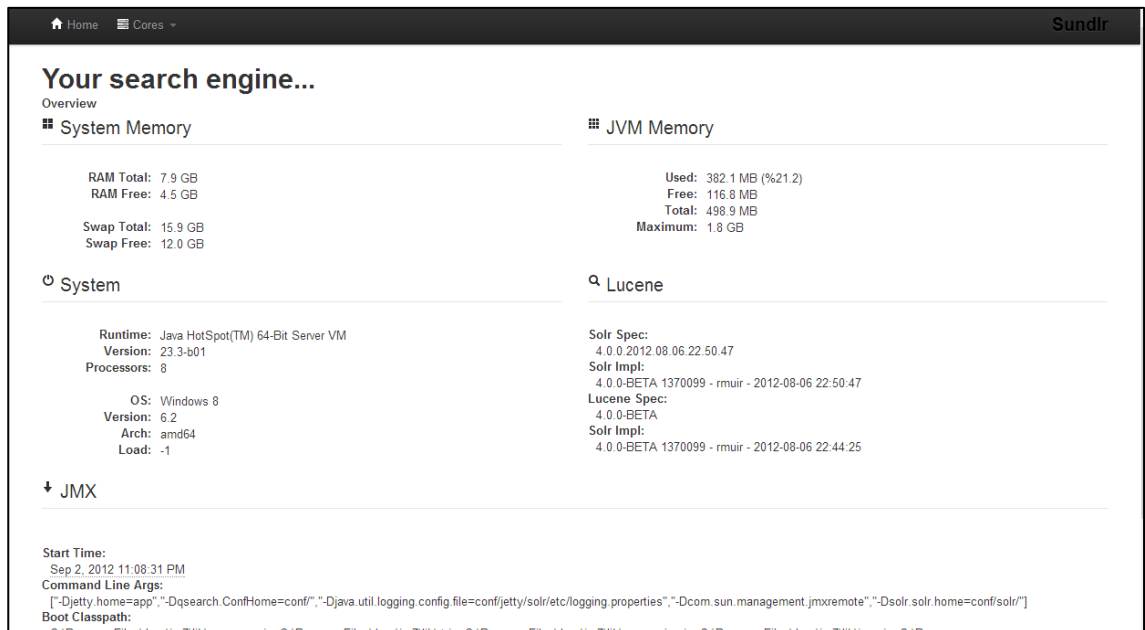 Home Cores Sundlr
Your search engine...
Overview
System Memory
RAM Total: 7.9 GB
RAM Free: 4.5 GB
Swap Total: 15.9 GB
Swap Free: 12.0 GB
JVM Memory
Used: 382.1 MB (%21.2)
Free: 116.8 MB
Total: 498.9 MB
Maximum: 1.8 GB
System
Runtime: Java HotSpot(TM) 64-Bit Server VM
Version: 23.3-b01
Processors: 8
OS: Windows 8
Version: 6.2
Arch: amd64
Load: -1
Lucene
Solr Spec:
4.0.0.2012.08.06.22.50.47
Solr Impl:
4.0.0-BETA 1370099 - rmuir - 2012-08-06 22:50:47
Lucene Spec:
4.0.0-BETA
Solr Impl:
4.0.0-BETA 1370099 - rmuir - 2012-08-06 22:44:25
JMX
Start Time:
Sep 2, 2012 11:08:31 PM
Command Line Args:
["-Djetty.home=app","-Dqsearch.ConfHome=conf/","-Djava.util.logging.config.file=conf/jetty/solr/etc/logging.properties","-Dcom.sun.management.jmxremote","-Dsolr.solr.home=conf/solr/"]
Boot Classpath: